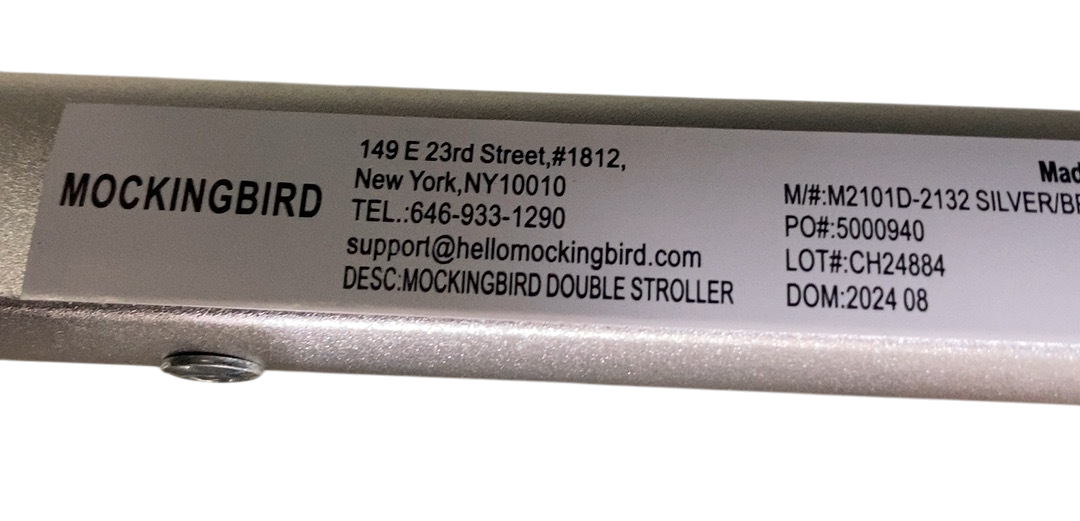 MOCKINGBIRD
149 E 23rd Street,#1812,
New York,NY10010
TEL.:646-933-1290
support@hellomockingbird.com
DESC:MOCKINGBIRD DOUBLE STROLLER
M/#:M2101D-2132 SILVER/
PO#:5000940
LOT#:CH24884
DOM:2024 08